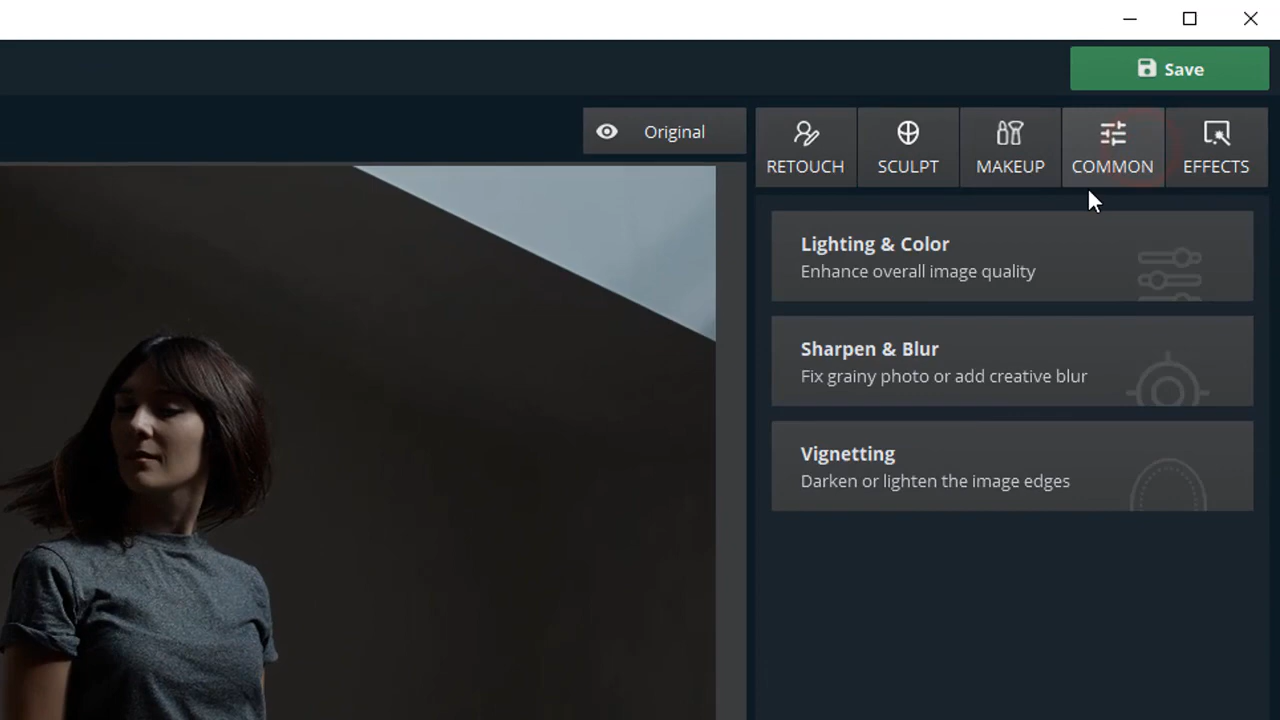 Save
Original
RETOUCH
SCULPT
MAKEUP
COMMON
EFFECTS
Lighting & Color
Enhance overall image quality
Sharpen & Blur
Fix grainy photo or add creative blur
Vignetting
Darken or lighten the image edges